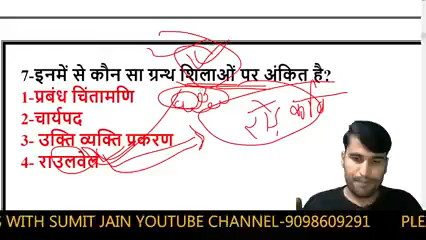 7-इनमें से कौन सा ग्रन्थ शिलाओं पर अंकित है?
1-प्रबंध चिंतामणि
2-चार्यपद
3- उक्ति व्यक्ति प्रकरण
4- राउलवेल
S WITH SUMIT JAIN YOUTUBE CHANNEL-9098609291 PLE